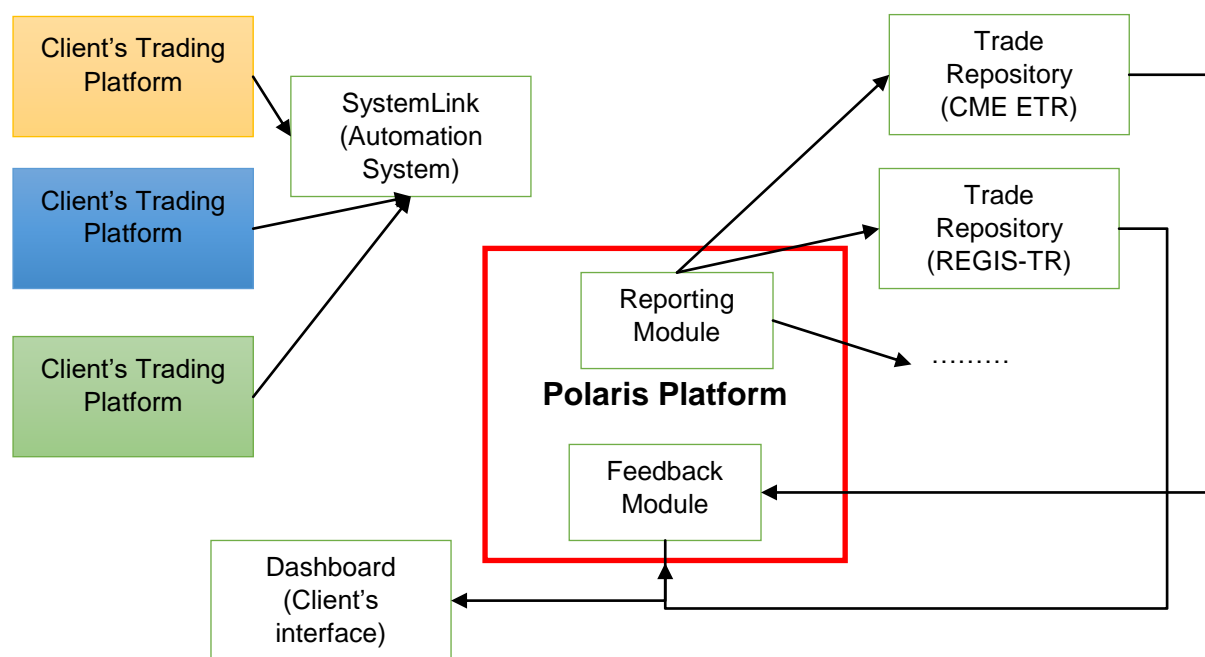 Client’s Trading
Platform
SystemLink
(Automation
System)
Trade
Repository
(CME ETR)
Client’s Trading
Platform
Trade
Repository
(REGIS-TR)
Reporting
Module
………
Client’s Trading
Platform
Polaris Platform
Feedback
Module
Dashboard
(Client’s
interface)